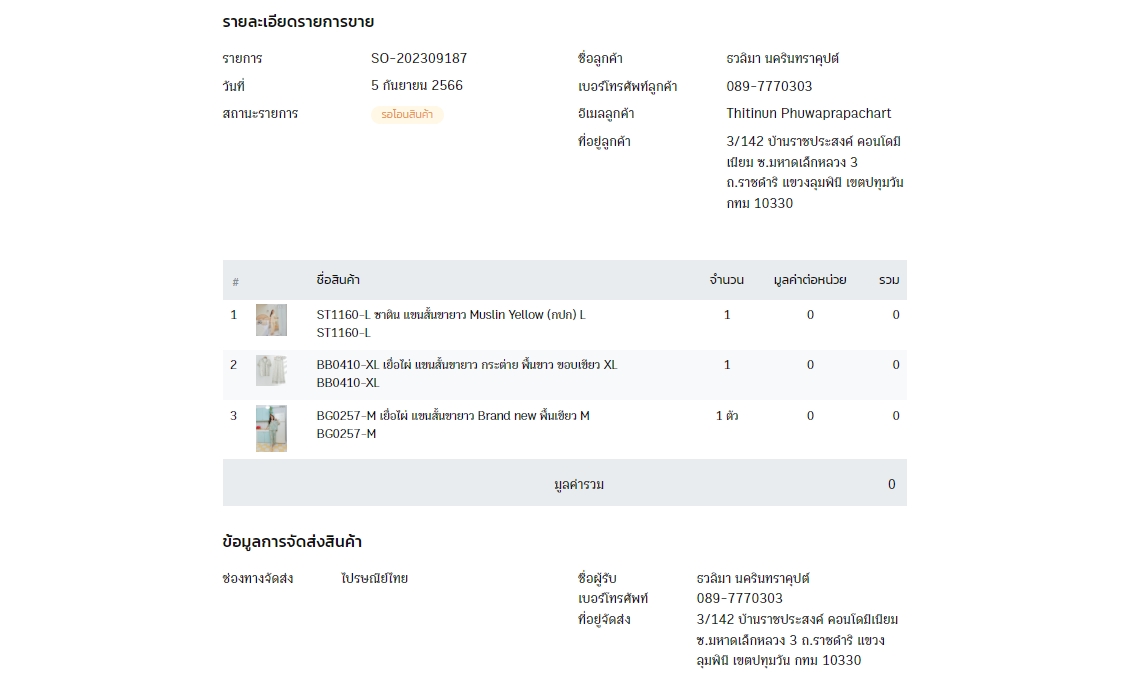 รายละเอียดรายการขาย
รายการ SO-202309187
วันที่ 5 กันยายน 2566
สถานะรายการ รอโอนสินค้า
ชื่อลูกค้า ธวลิมา นครินทราคุปต์
เบอร์โทรศัพท์ลูกค้า 089-7770303
อีเมลลูกค้า Thitinun Phuwaprapachart
ที่อยู่ลูกค้า 3/142 บ้านราชประสงค์ คอนโดมิ
เนียม ซ.มหาดเล็กหลวง 3
ถ.ราชดำริ แขวงลุมพินี เขตปทุมวัน
กทม 10330
# ชื่อสินค้า จำนวน มูลค่าต่อหน่วย รวม
1 ST1160-L ซาติน แขนสั้นขายาว Muslin Yellow (กปก) L 1 0 0
ST1160-L
2 BB0410-XL เยื่อไผ่ แขนสั้นขายาว กระต่าย พื้นขาว ขอบเขียว XL 1 0 0
BB0410-XL
3 BG0257-M เยื่อไผ่ แขนสั้นขายาว Brand new พื้นเขียว M 1 ตัว 0 0
BG0257-M
มูลค่ารวม 0
ข้อมูลการจัดส่งสินค้า
ช่องทางจัดส่ง ไปรษณีย์ไทย
ชื่อผู้รับ ธวลิมา นครินทราคุปต์
เบอร์โทรศัพท์ 089-7770303
ที่อยู่จัดส่ง 3/142 บ้านราชประสงค์ คอนโดมิเนียม
ซ.มหาดเล็กหลวง 3 ถ.ราชดำริ แขวง
ลุมพินี เขตปทุมวัน กทม 10330